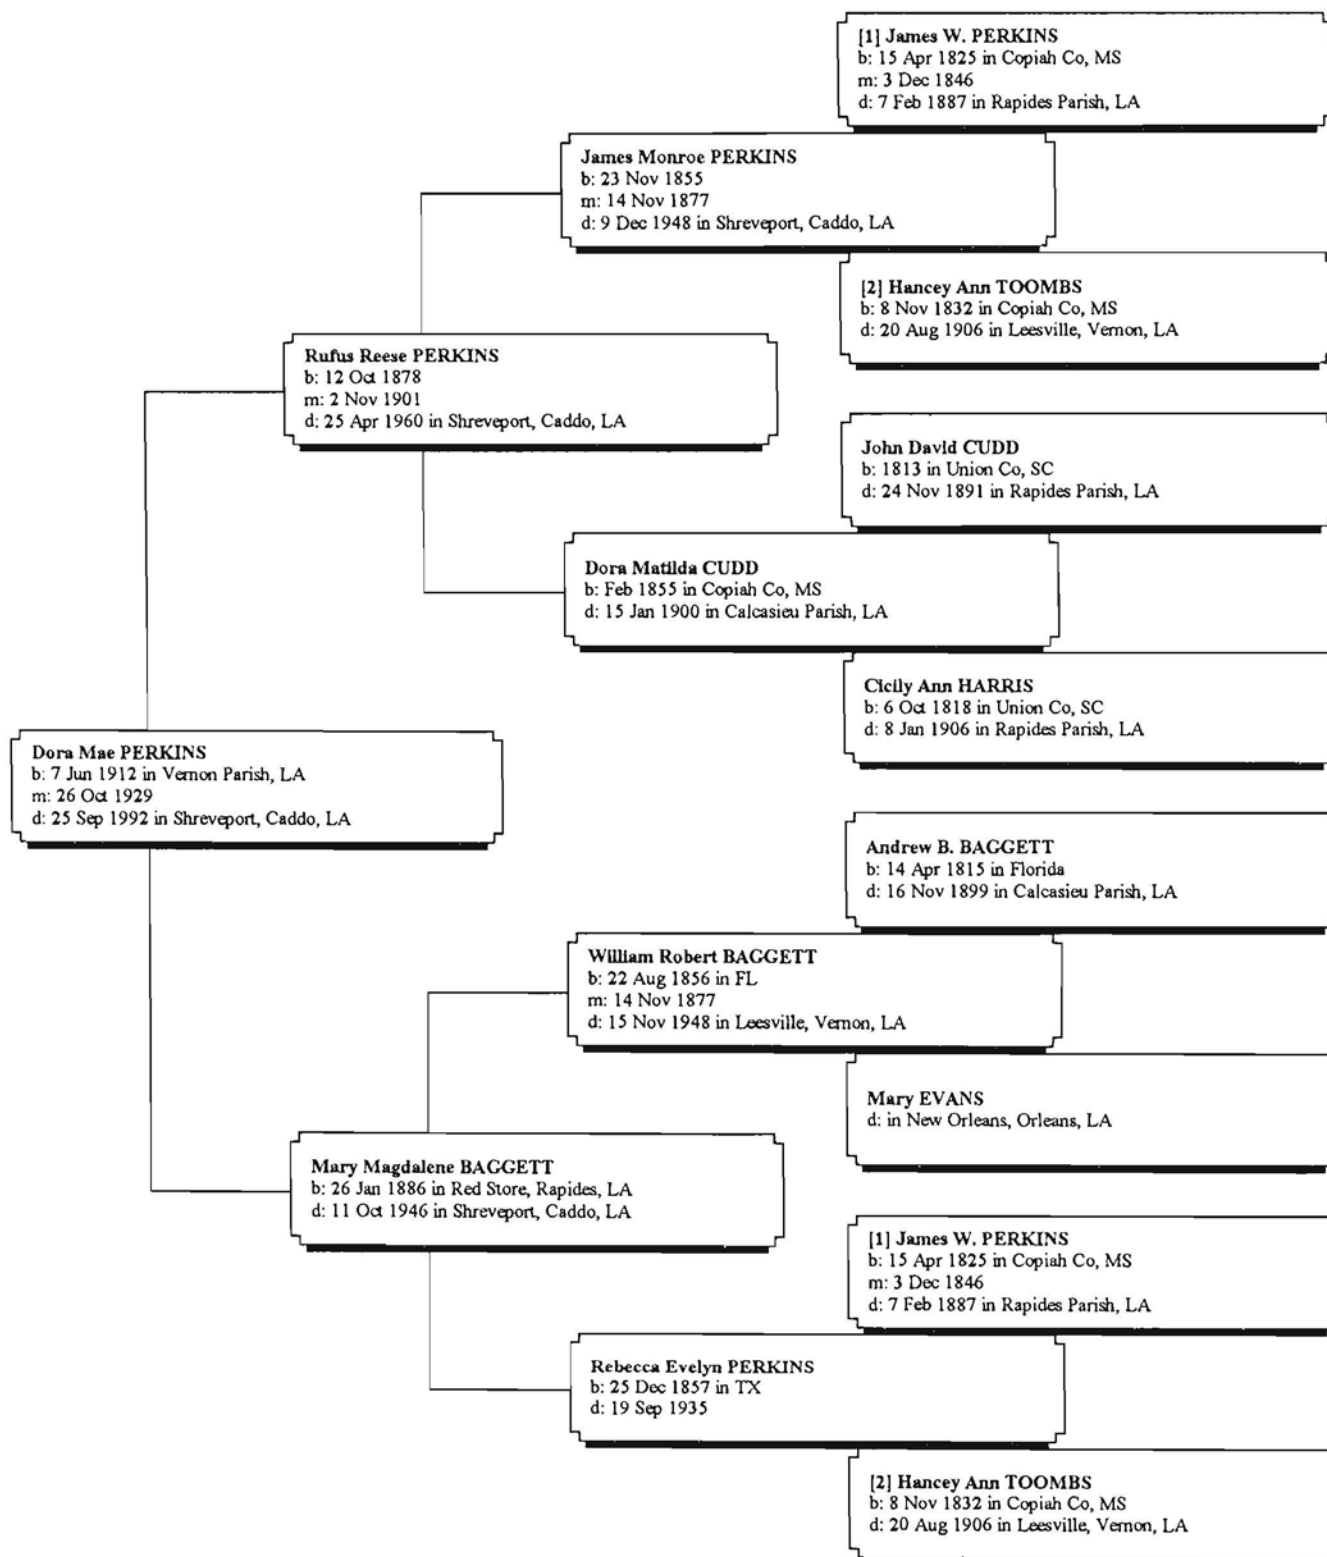 [1] James W. PERKINS
b: 15 Apr 1825 in Copiah Co, MS
m: 3 Dec 1846
d: 7 Feb 1887 in Rapides Parish, LA
James Monroe PERKINS
b: 23 Nov 1855
m: 14 Nov 1877
d: 9 Dec 1948 in Shreveport, Caddo, LA
[2] Hancey Ann TOOMBS
b: 8 Nov 1832 in Copiah Co, MS
d: 20 Aug 1906 in Leesville, Vernon, LA
Rufus Reese PERKINS
b: 12 Oct 1878
m: 2 Nov 1901
d: 25 Apr 1960 in Shreveport, Caddo, LA
John David CUDD
b: 1813 in Union Co, SC
d: 24 Nov 1891 in Rapides Parish, LA
Dora Matilda CUDD
b: Feb 1855 in Copiah Co, MS
d: 15 Jan 1900 in Calcasieu Parish, LA
Cicily Ann HARRIS
b: 6 Oct 1818 in Union Co, SC
d: 8 Jan 1906 in Rapides Parish, LA
Dora Mae PERKINS
b: 7 Jun 1912 in Vernon Parish, LA
m: 26 Oct 1929
d: 25 Sep 1992 in Shreveport, Caddo, LA
Andrew B. BAGGETT
b: 14 Apr 1815 in Florida
d: 16 Nov 1899 in Calcasieu Parish, LA
William Robert BAGGETT
b: 22 Aug 1856 in FL
m: 14 Nov 1877
d: 15 Nov 1948 in Leesville, Vernon, LA
Mary EVANS
d: in New Orleans, Orleans, LA
Mary Magdalene BAGGETT
b: 26 Jan 1886 in Red Store, Rapides, LA
d: 11 Oct 1946 in Shreveport, Caddo, LA
[1] James W. PERKINS
b: 15 Apr 1825 in Copiah Co, MS
m: 3 Dec 1846
d: 7 Feb 1887 in Rapides Parish, LA
Rebecca Evelyn PERKINS
b: 25 Dec 1857 in TX
d: 19 Sep 1935
[2] Hancey Ann TOOMBS
b: 8 Nov 1832 in Copiah Co, MS
d: 20 Aug 1906 in Leesville, Vernon, LA